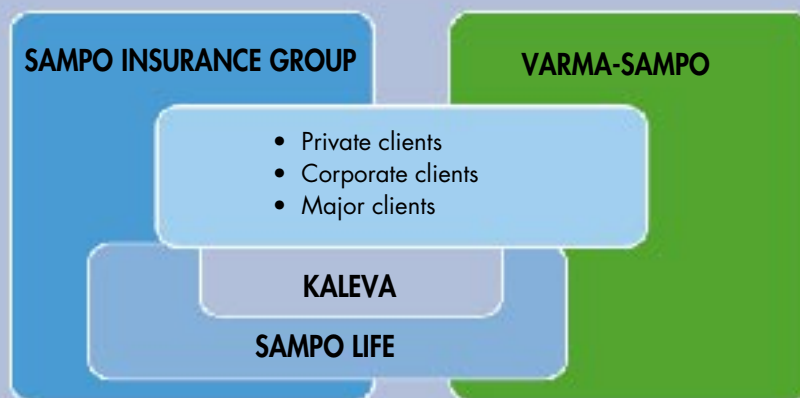 SAMPO INSURANCE GROUP
VARMA-SAMPO
• Private clients
• Corporate clients
• Major clients
KALEVA
SAMPO LIFE